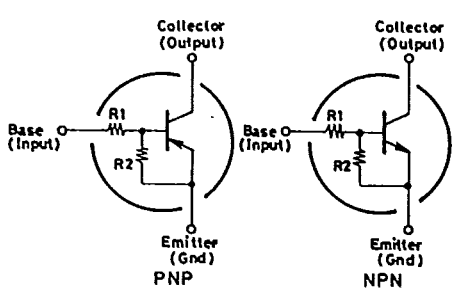 Collector
(Output)
R1
Base
(Input)
R2
Emitter
(Gnd)
PNP
Collector
(Output)
R1
Base
(Input)
R2
Emitter
(Gnd)
NPN